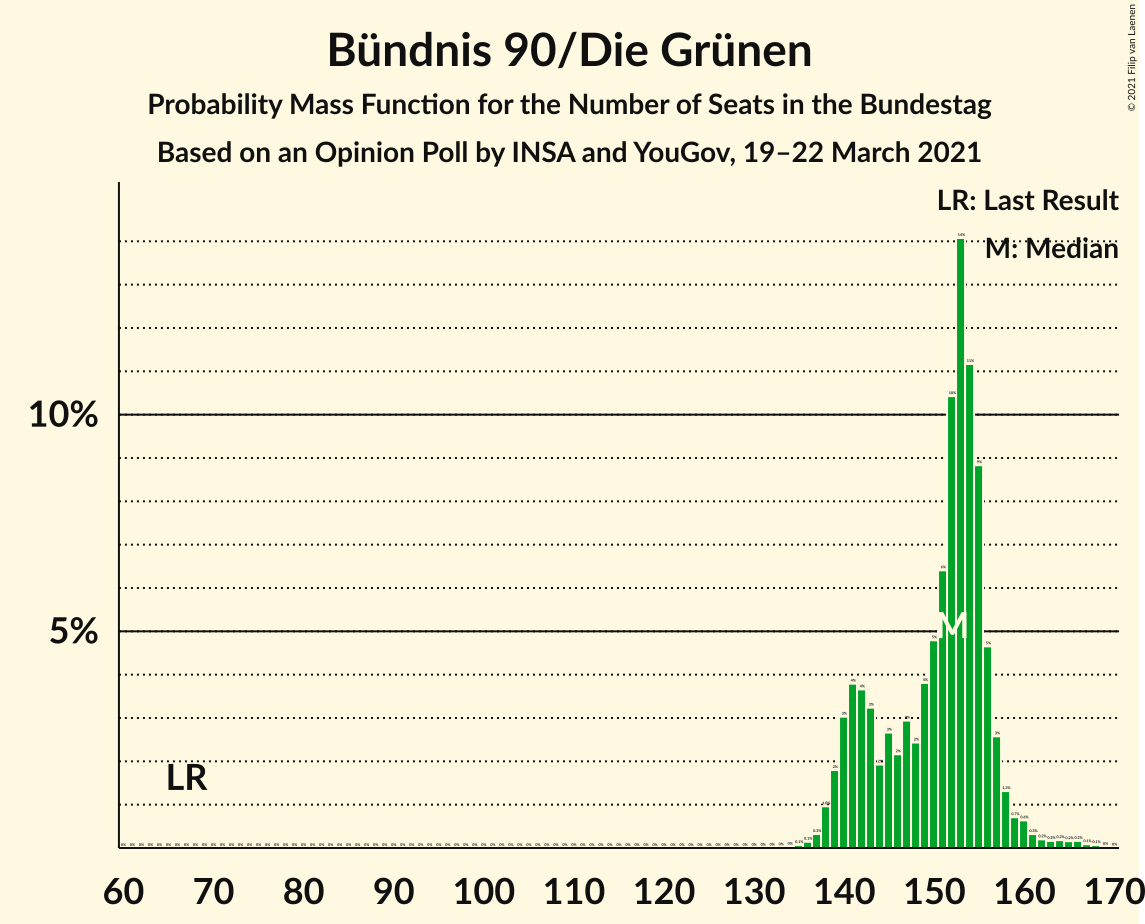 Bündnis 90/Die Grünen
Probability Mass Function for the Number of Seats in the Bundestag
Based on an Opinion Poll by INSA and YouGov, 19–22 March 2021
© 2021 Filip van Laenen
LR: Last Result
M: Median
10%
5%
M
LR
60 70 80 90 100 110 120 130 140 150 160 170